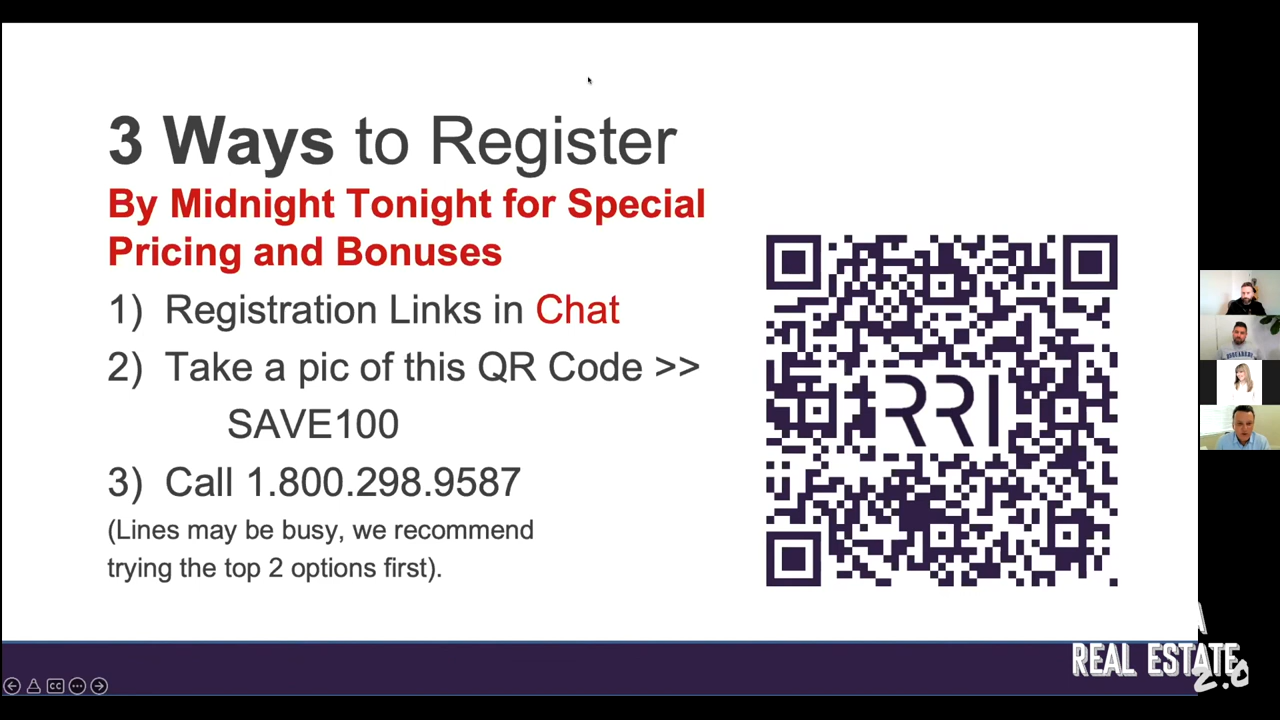 3 Ways to Register
By Midnight Tonight for Special
Pricing and Bonuses
1) Registration Links in Chat
2) Take a pic of this QR Code >>
SAVE100
3) Call 1.800.298.9587
(Lines may be busy, we recommend
trying the top 2 options first).
RRI
CC
A
REAL ESTATE
2.0